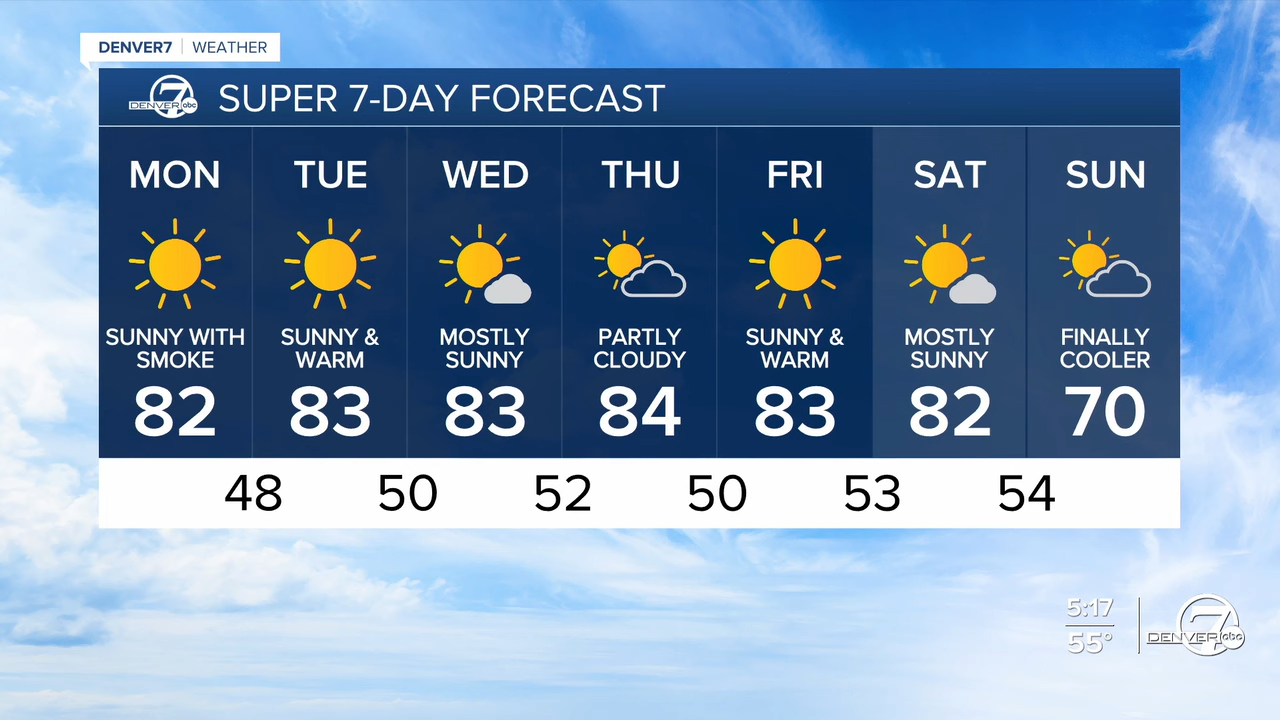 DENVER7 | WEATHER
7
DENVER abc
SUPER 7-DAY FORECAST
MON TUE WED THU FRI SAT SUN
SUNNY WITH SMOKE
SUNNY & WARM
MOSTLY SUNNY
PARTLY CLOUDY
SUNNY & WARM
MOSTLY SUNNY
FINALLY COOLER
82 83 83 84 83 82 70
48 50 52 50 53 54
5:17
55°
7
DENVER abc